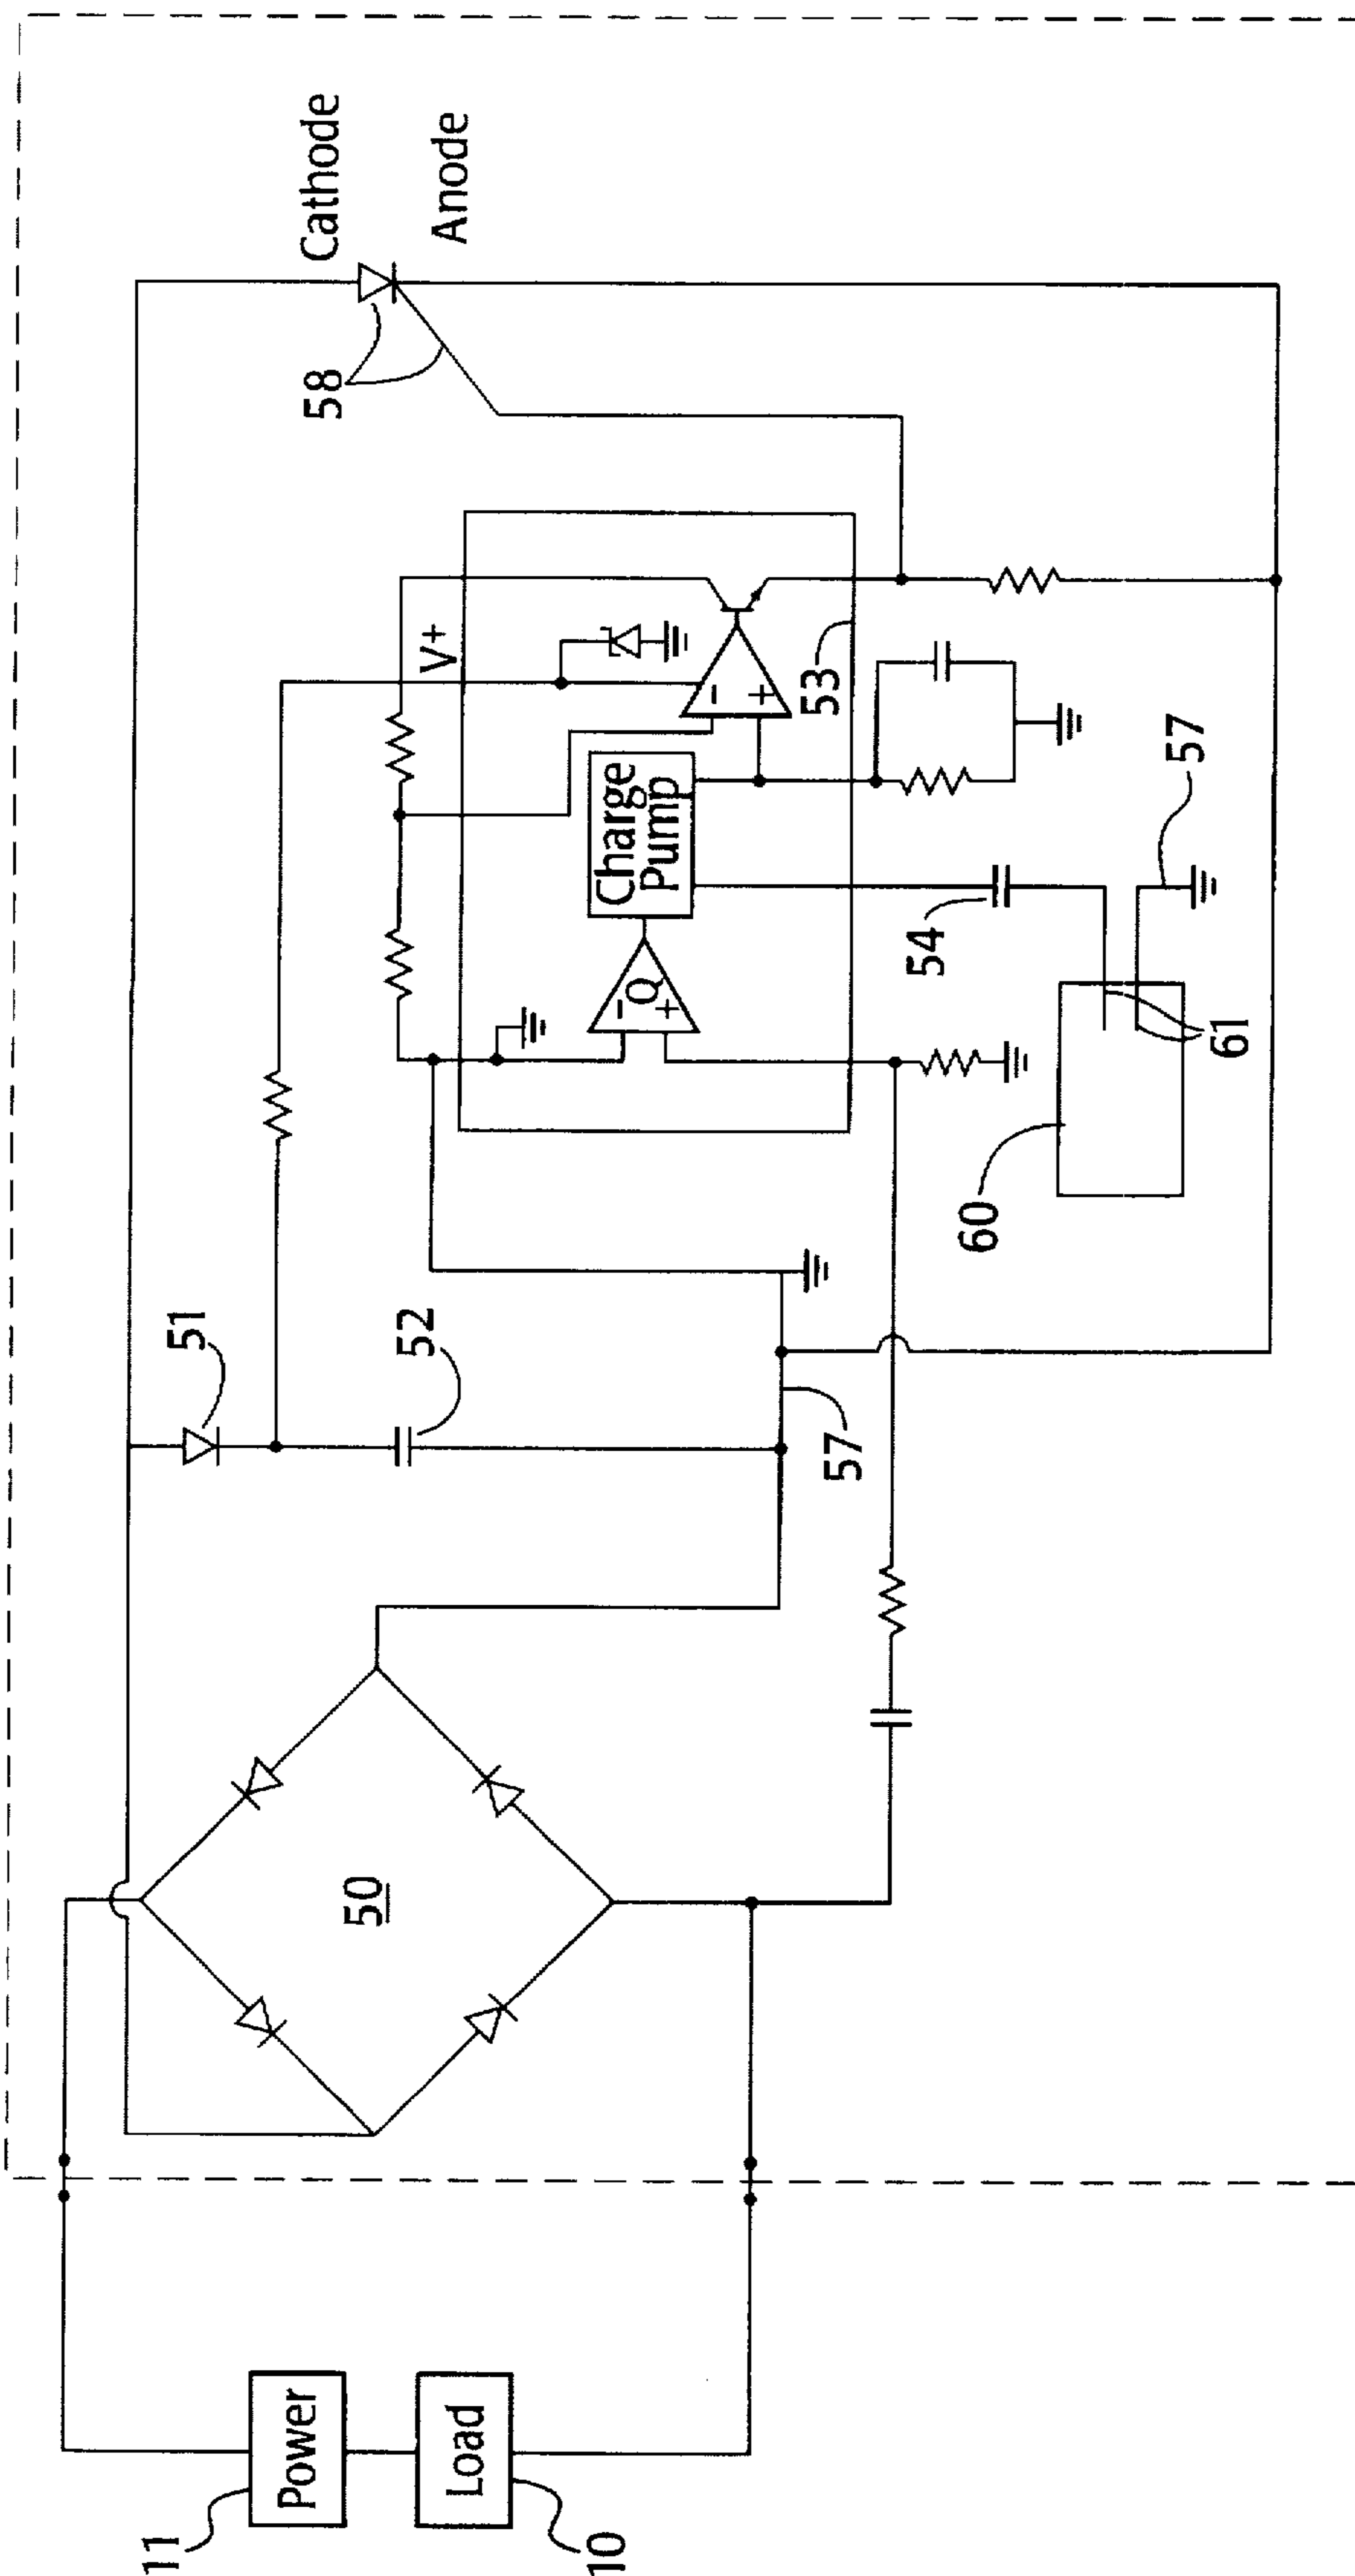 Cathode
Anode
58
V+
53
57
Charge
Pump
54
- +
Q
- +
61
60
51
52
57
50
Power
Load
11
10